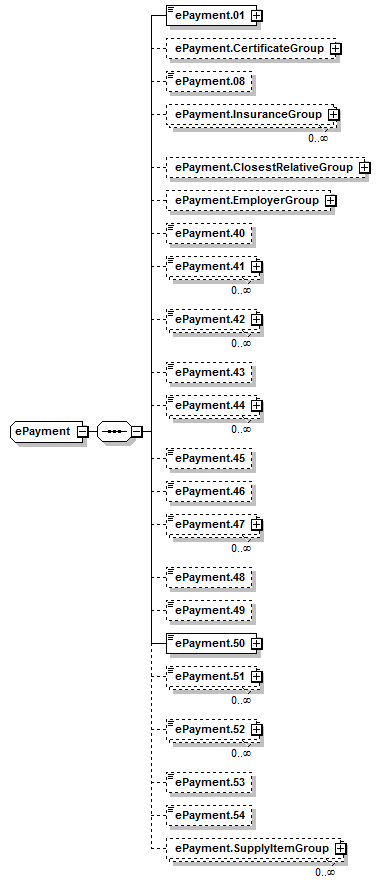 ePayment.01
ePayment.CertificateGroup
ePayment.08
ePayment.InsuranceGroup
0..∞
ePayment.ClosestRelativeGroup
ePayment.EmployerGroup
ePayment.40
ePayment.41
0..∞
ePayment.42
0..∞
ePayment.43
ePayment.44
0..∞
ePayment
ePayment.45
ePayment.46
ePayment.47
0..∞
ePayment.48
ePayment.49
ePayment.50
ePayment.51
0..∞
ePayment.52
0..∞
ePayment.53
ePayment.54
ePayment.SupplyItemGroup
0..∞